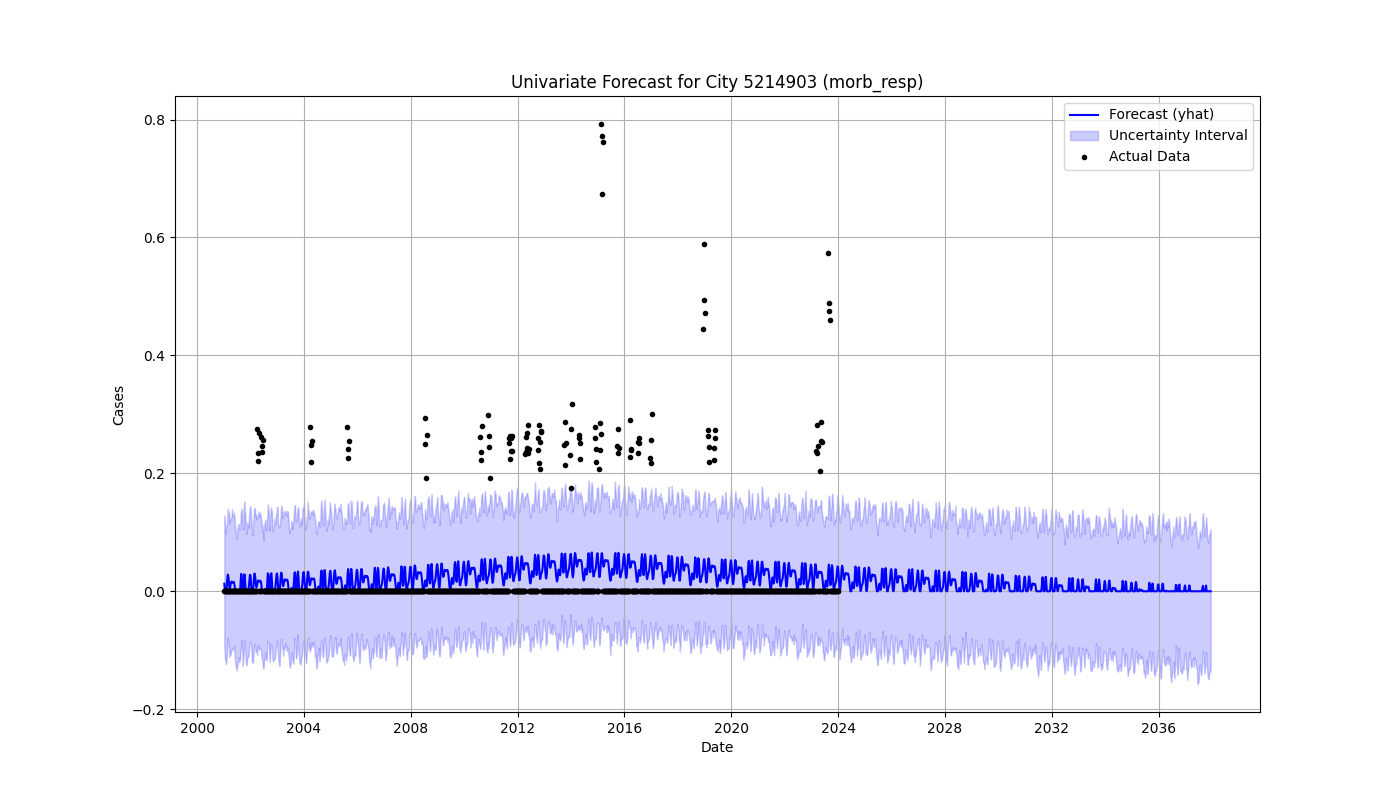 Univariate Forecast for City 5214903 (morb_resp)
Forecast (yhat)
Uncertainty Interval
Actual Data
0.8
0.6
0.4
0.2
0.0
−0.2
Cases
2000 2004 2008 2012 2016 2020 2024 2028 2032 2036
Date